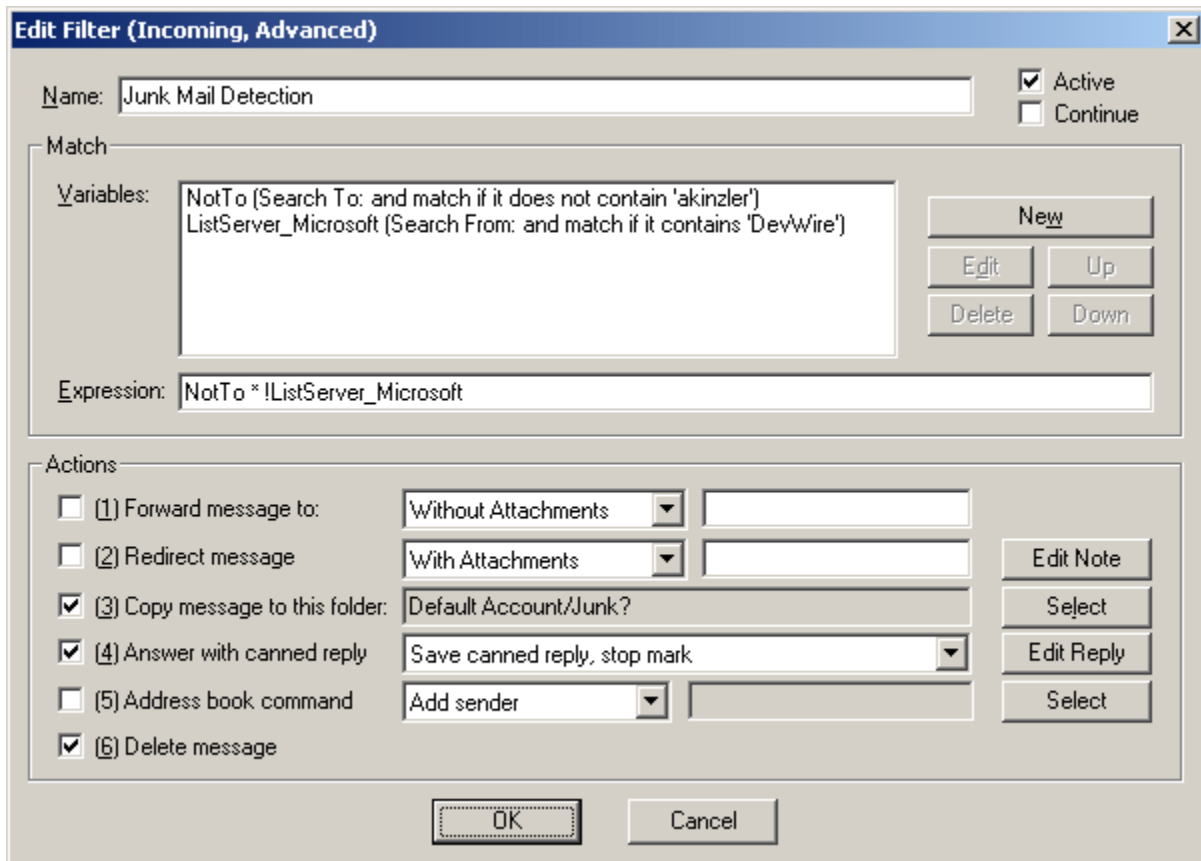 Edit Filter (Incoming, Advanced)
Name: Junk Mail Detection
Active
Continue
Match
Variables: NotTo (Search To: and match if it does not contain 'akinzler')
ListServer_Microsoft (Search From: and match if it contains 'DevWire')
New
Edit Up
Delete Down
Expression: NotTo * !ListServer_Microsoft
Actions
(1) Forward message to: Without Attachments
(2) Redirect message With Attachments Edit Note
(3) Copy message to this folder: Default Account/Junk? Select
(4) Answer with canned reply Save canned reply, stop mark Edit Reply
(5) Address book command Add sender Select
(6) Delete message
OK Cancel